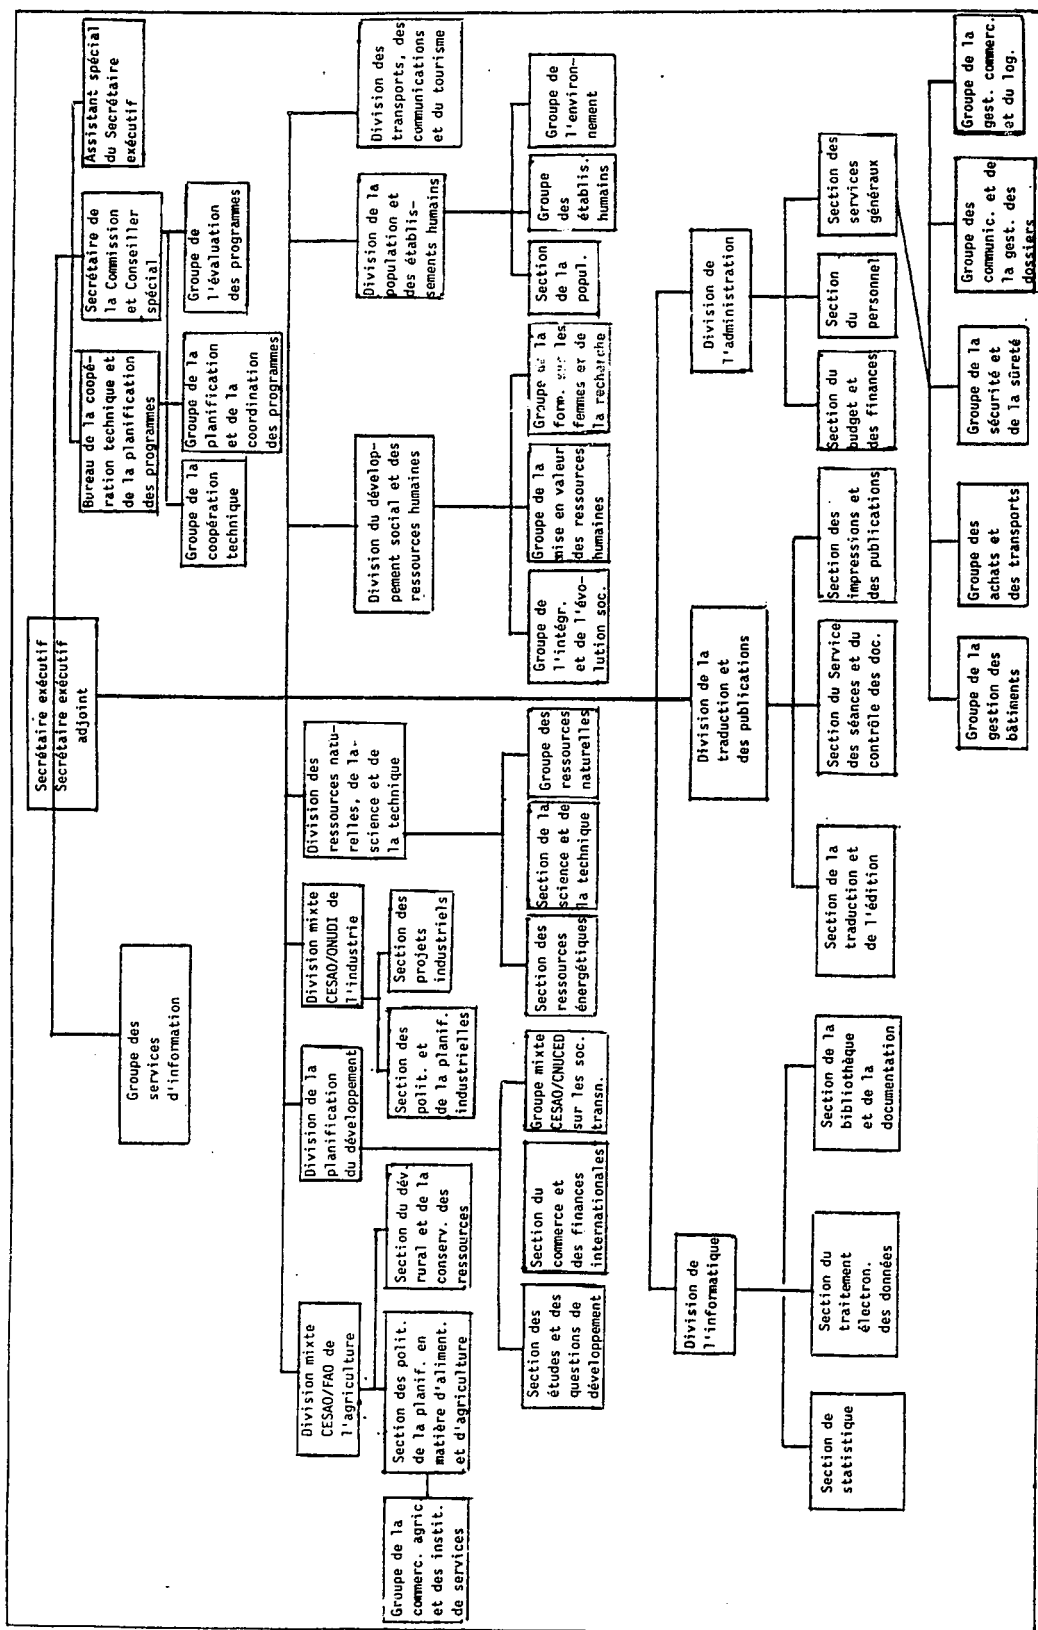 Secrétaire exécutif
Secrétaire exécutif
adjoint
Groupe des
services
d'information
Bureau de la coopé-
ration technique et
de la planification
des programmes
Secrétaire de
la Commission
et Conseiller
spécial
Assistant spécial
du Secrétaire
exécutif
Groupe de la
coopération
technique
Groupe de la
planification
et de la
coordination
des programmes
Groupe de
l'évaluation
des programmes
Division mixte
CESAO/FAO de
l'agriculture
Division de la
planification
du développement
Division mixte
CESAO/ONUDI de
l'industrie
Division des
ressources natu-
relles, de la-
science et de
la technique
Division du dévelop-
pement social et des
ressources humaines
Division de la
population et
des établis-
sements humains
Division des
transports, des
communications
et du tourisme
Groupe de la
commerc. agric.
et des instit.
de services
Section des polit.
de la planif. en
matière d'aliment.
et d'agriculture
Section du dév.
rural et de la
conserv. des
ressources
Section des
polit. et
de la planif.
industrielles
Section des
projets
industriels
Section des
études et des
questions de
développement
Section du
commerce et
des finances
internationales
Groupe mixte
CESAO/CNUCED
sur les soc.
transn.
Section des
ressources
énergétiques
Section de la
science et de
la technique
Groupe des
ressources
naturelles
Groupe de
l'intégr.
et de l'évo-
lution soc.
Groupe de la
mise en valeur
des ressources
humaines
Groupe de la
form. sur les
femmes er de
la recherche
Section
de la
popul.
Groupe
des
établis.
humains
Groupe de
l'environ-
nement
Division de
l'informatique
Division de la
traduction et
des publications
Division de
l'administration
Section de
statistique
Section du
traitement
électron.
des données
Section de la
bibliothèque
et de la
documentation
Section de la
traduction et
de l'édition
Section du Service
des séances et du
contrôle des doc.
Section des
impressions et
des publications
Section du
budget et
des finances
Section
du
personnel
Section des
services
généraux
Groupe de la
gestion des
bâtiments
Groupe des
achats et
des transports
Groupe de la
sécurité et
de la sûreté
Groupe des
communic. et de
la gest. des
dossiers
Groupe de la
gest. commerc.
et du log.